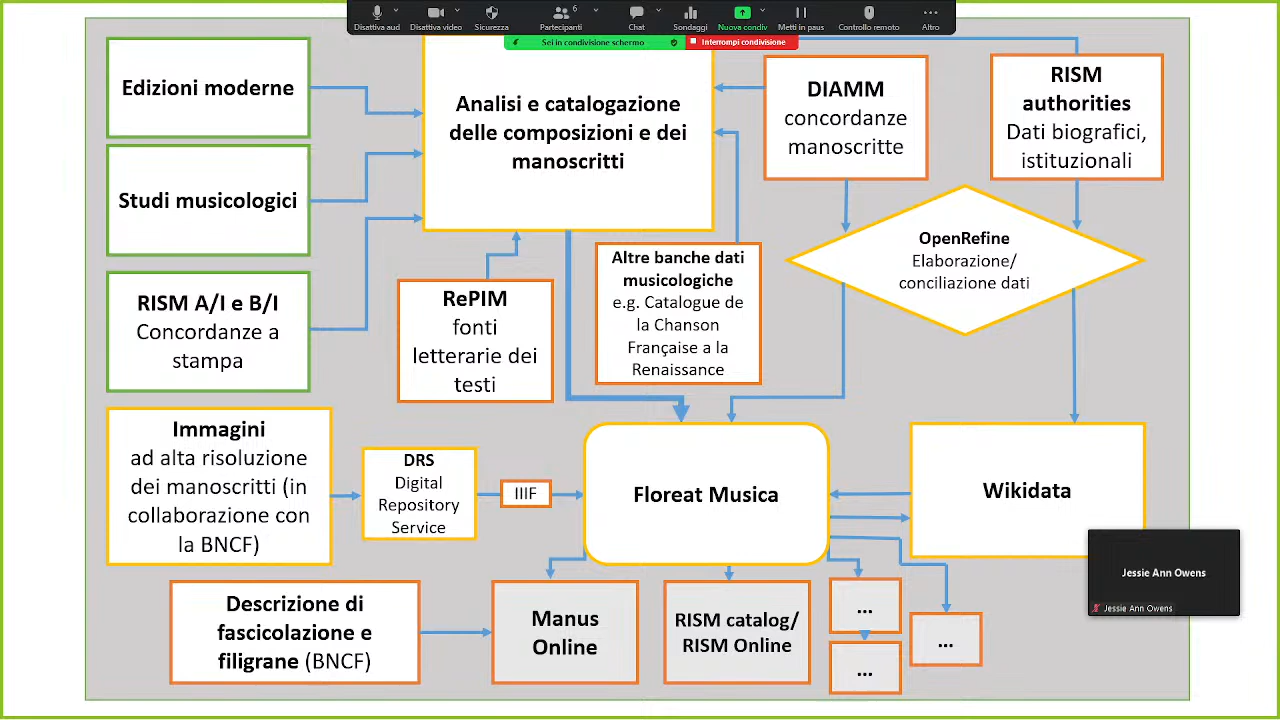 Disattiva aud
Disattiva video
Sicurezza
6
Partecipanti
Chat
Sondaggi
Nuova condiv
Metti in paus
Controllo remoto
Altro
Sei in condivisione schermo
Interrompi condivisione
Edizioni moderne
Studi musicologici
RISM A/I e B/I
Concordanze a
stampa
Analisi e catalogazione
delle composizioni e dei
manoscritti
DIAMM
concordanze
manoscritte
RISM
authorities
Dati biografici,
istituzionali
OpenRefine
Elaborazione/
conciliazione dati
RePIM
fonti
letterarie dei
testi
Altre banche dati
musicologiche
e.g. Catalogue de
la Chanson
Française a la
Renaissance
Immagini
ad alta risoluzione
dei manoscritti (in
collaborazione con
la BNCF)
DRS
Digital
Repository
Service
IIIF
Floreat Musica
Wikidata
Descrizione di
fascicolazione e
filigrane (BNCF)
Manus
Online
RISM catalog/
RISM Online
...
...
...
Jessie Ann Owens
Jessie Ann Owens